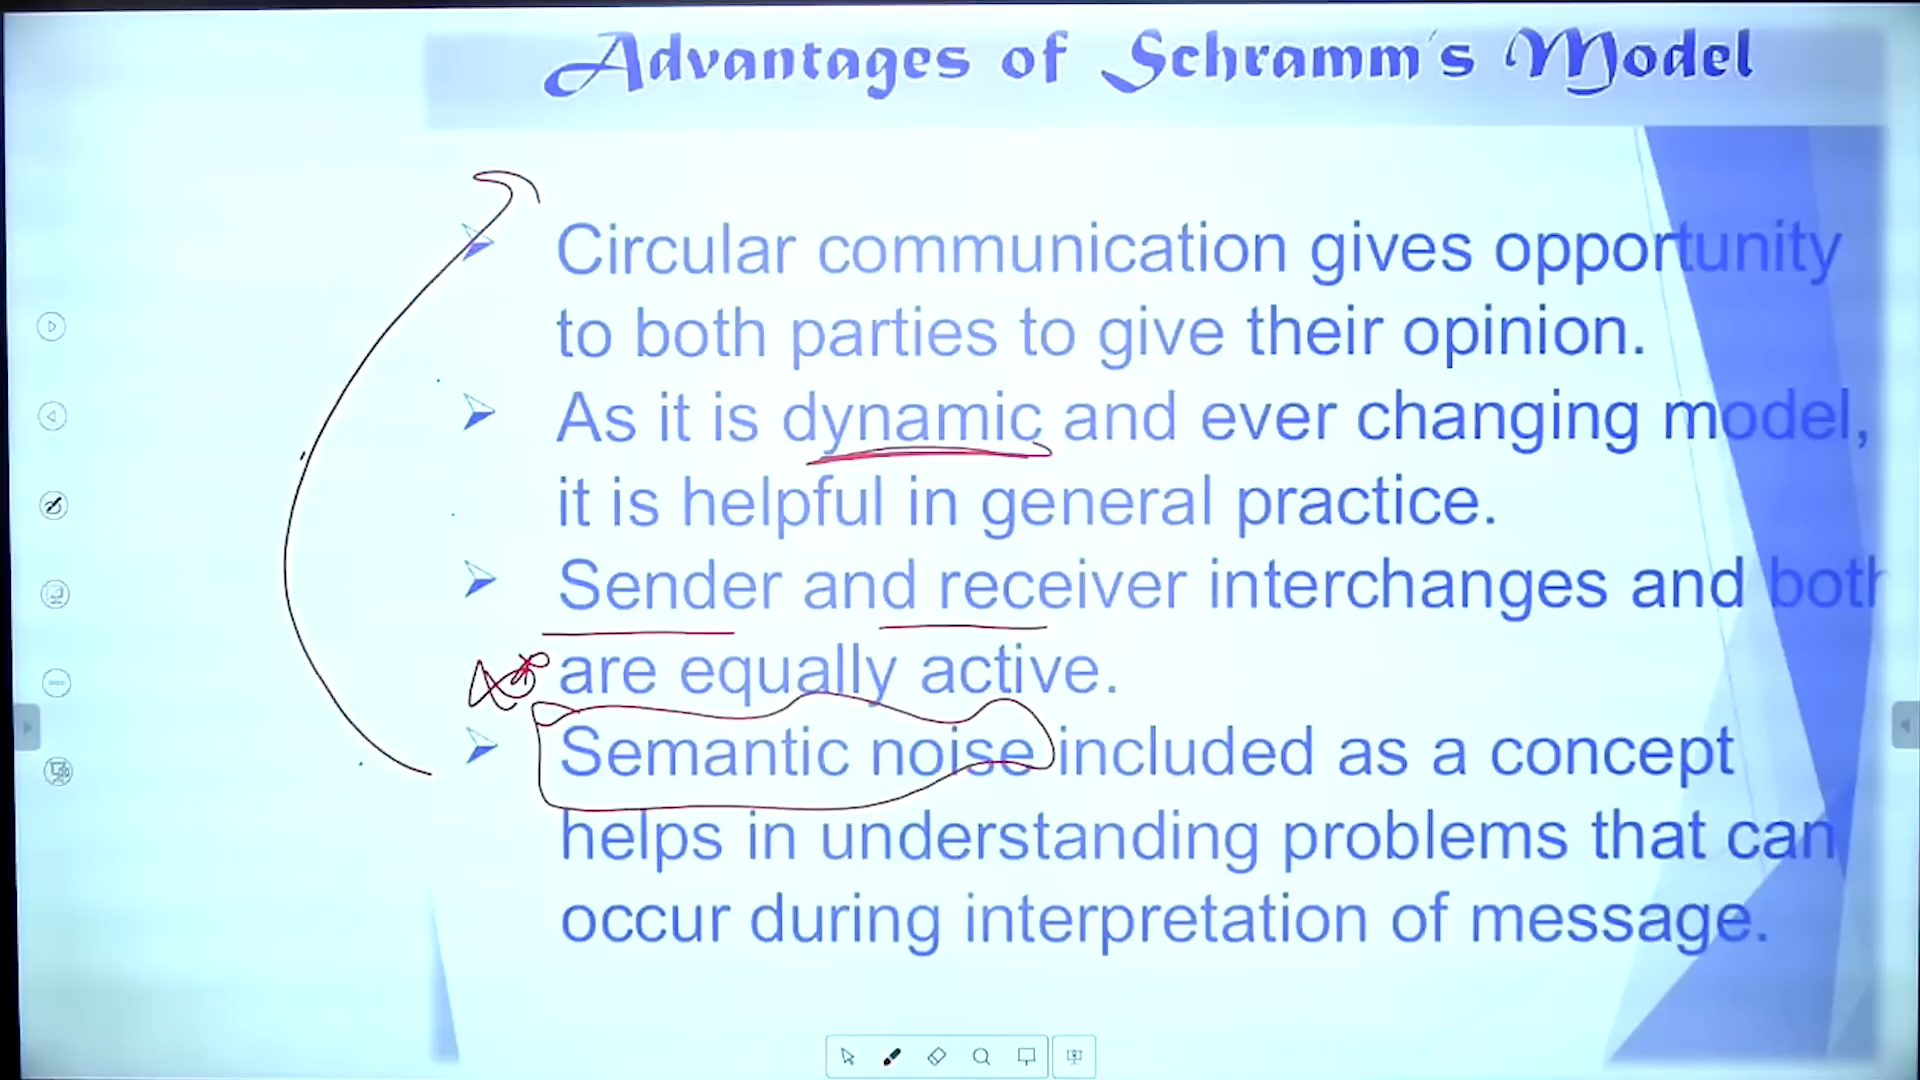 Advantages of Schramm's Model
Circular communication gives opportunity
to both parties to give their opinion.
As it is dynamic and ever changing model,
it is helpful in general practice.
Sender and receiver interchanges and both
are equally active.
Semantic noise included as a concept
helps in understanding problems that can
occur during interpretation of message.